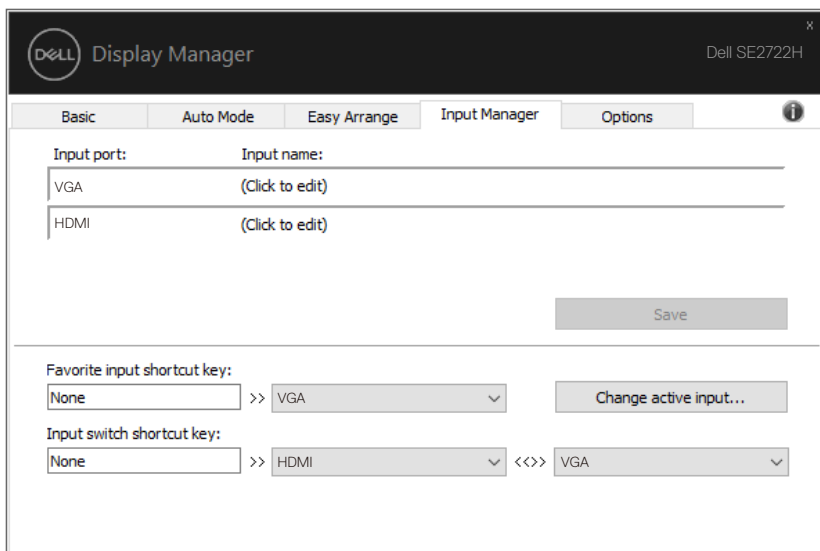 x
DELL Display Manager
Dell SE2722H
Basic Auto Mode Easy Arrange Input Manager Options i
Input port: Input name:
VGA (Click to edit)
HDMI (Click to edit)
Save
Favorite input shortcut key:
None >> VGA Change active input...
Input switch shortcut key:
None >> HDMI <<>> VGA